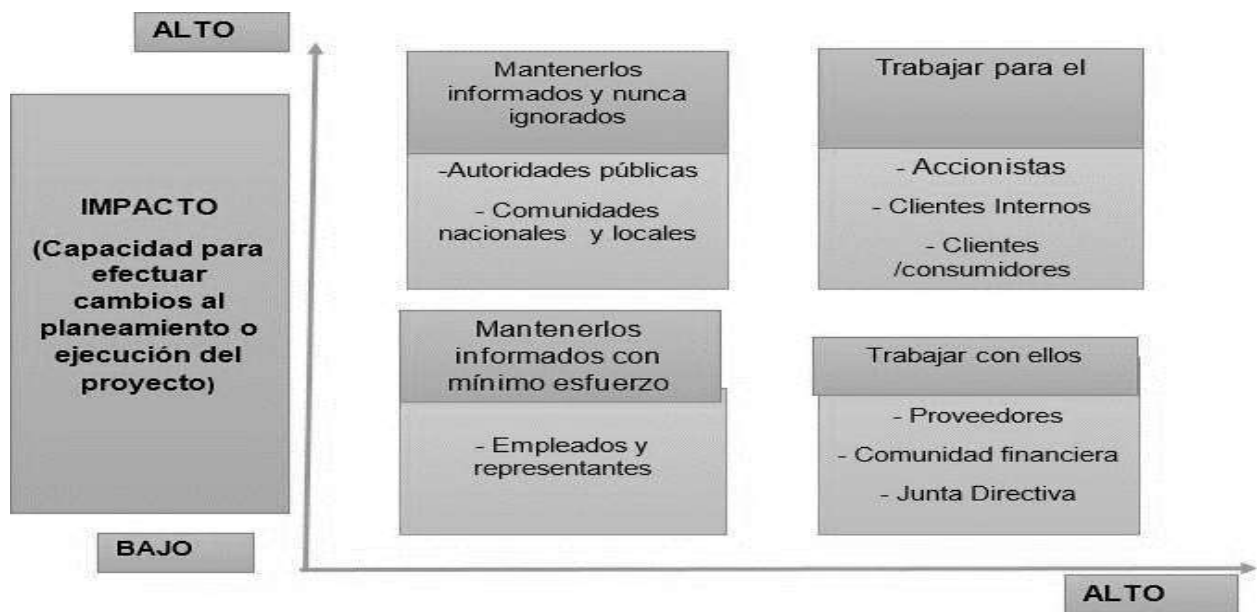 ALTO
IMPACTO
(Capacidad para
efectuar
cambios al
planeamiento o
ejecución del
proyecto)
BAJO
Mantenerlos
informados y nunca
ignorados
-Autoridades públicas
- Comunidades
nacionales y locales
Trabajar para el
- Accionistas
- Clientes Internos
- Clientes
/consumidores
Mantenerlos
informados con
mínimo esfuerzo
- Empleados y
representantes
Trabajar con ellos
- Proveedores
- Comunidad financiera
- Junta Directiva
ALTO